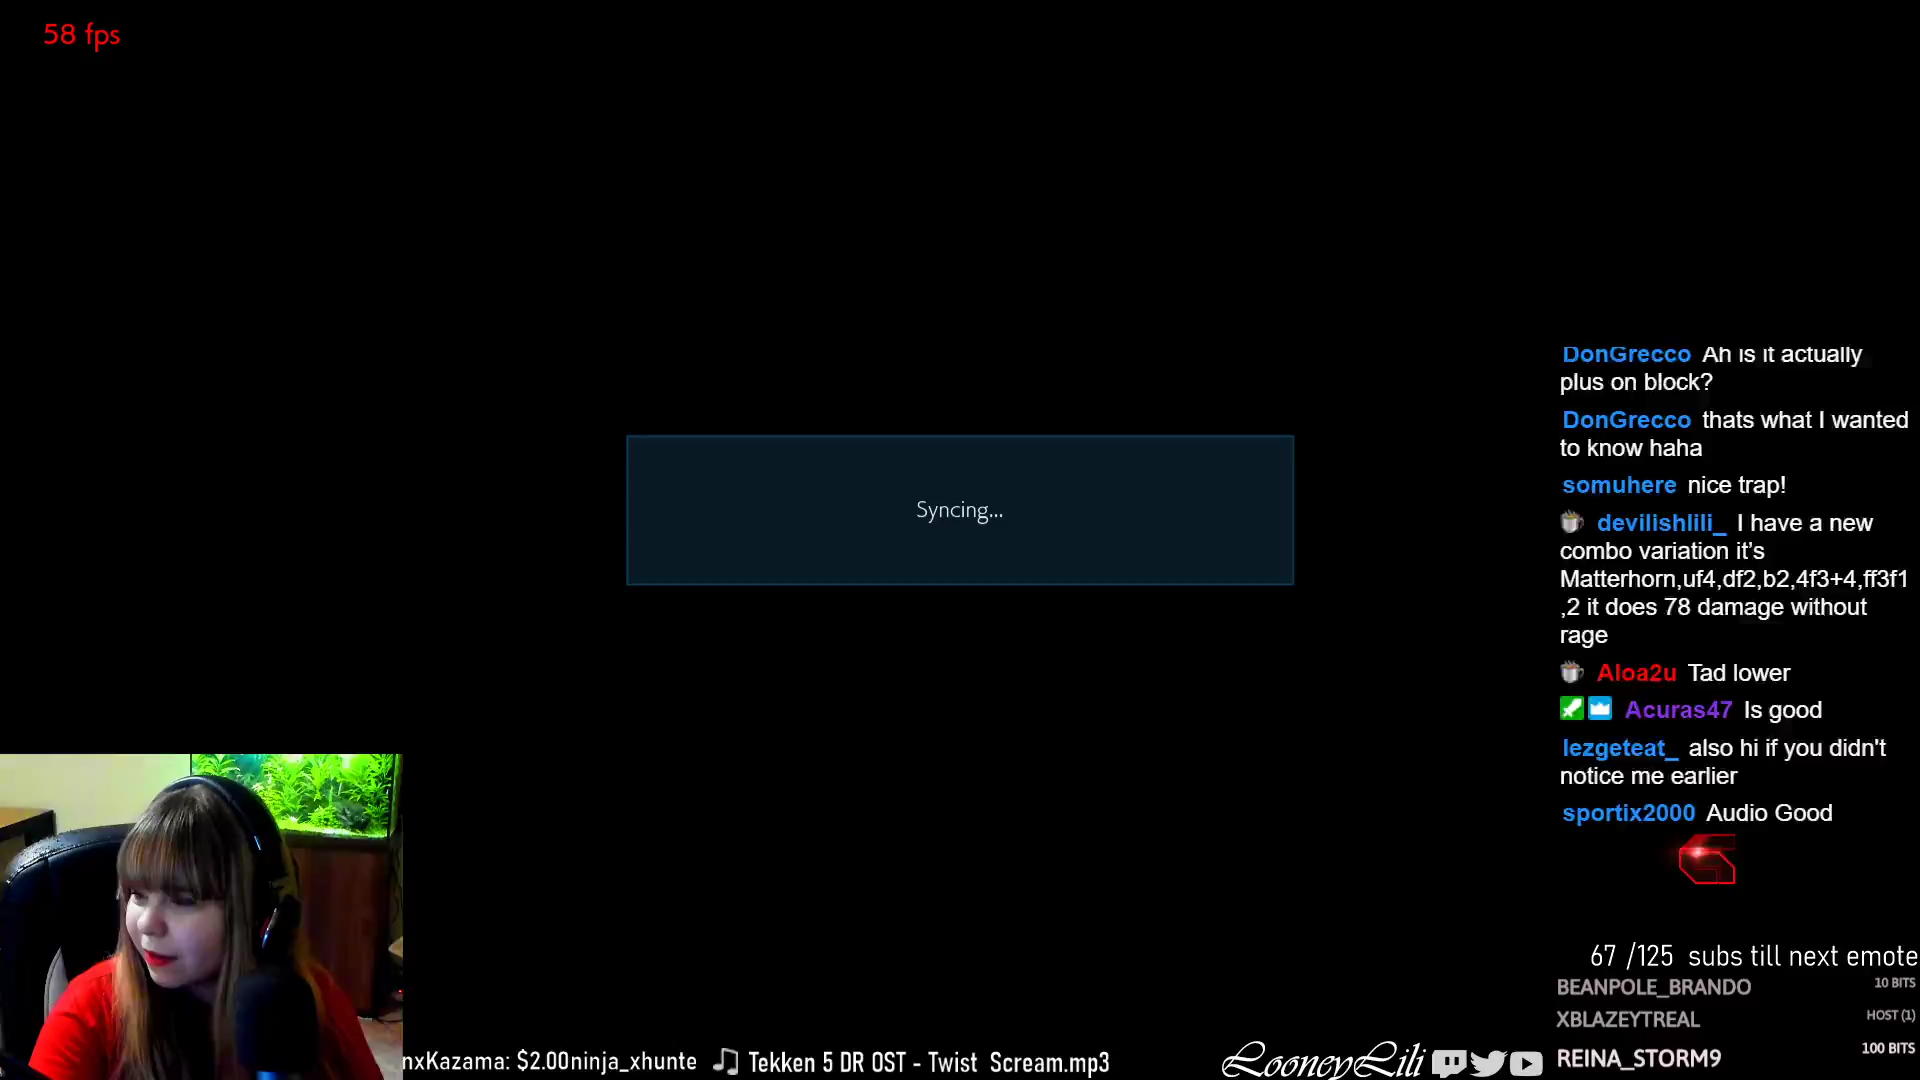 58 fps
Syncing...
DonGrecco Ah is it actually
plus on block?
DonGrecco thats what I wanted
to know haha
somuhere nice trap!
devilishlili_ I have a new
combo variation it's
Matterhorn,uf4,df2,b2,4f3+4,ff3f1
,2 it does 78 damage without
rage
Aloa2u Tad lower
Acuras47 Is good
lezgeteat_ also hi if you didn't
notice me earlier
sportix2000 Audio Good
67 /125 subs till next emote
BEANPOLE_BRANDO 10 BITS
XBLAZEYTREAL HOST (1)
REINA_STORM9 100 BITS
nxKazama: $2.00ninja_xhunte
Tekken 5 DR OST - Twist Scream.mp3
LooneyLili